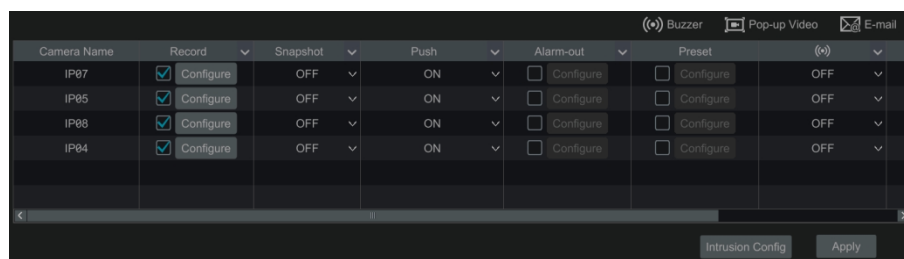 Buzzer Pop-up Video E-mail
Camera Name Record Snapshot Push Alarm-out Preset
IP07 Configure OFF ON Configure Configure OFF
IP05 Configure OFF ON Configure Configure OFF
IP08 Configure OFF ON Configure Configure OFF
IP04 Configure OFF ON Configure Configure OFF
Intrusion Config Apply